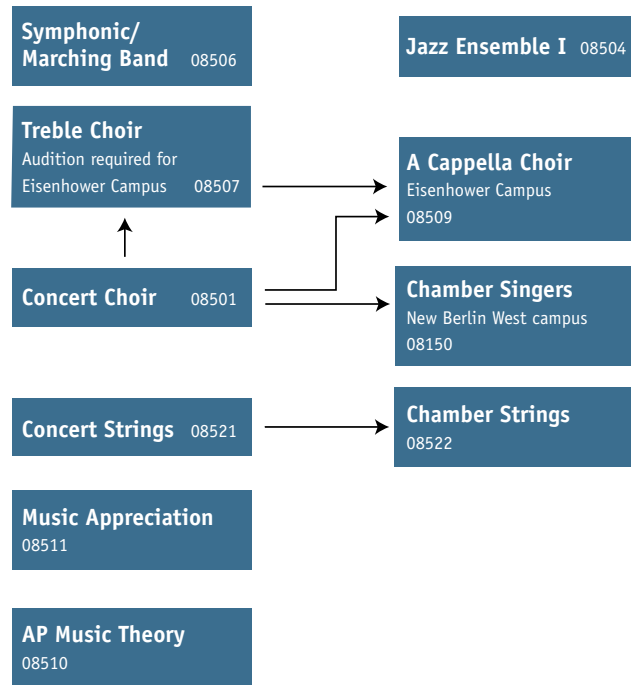 Symphonic/
Marching Band 08506
Jazz Ensemble I 08504
Treble Choir
Audition required for
Eisenhower Campus 08507
A Cappella Choir
Eisenhower Campus
08509
Concert Choir 08501
Chamber Singers
New Berlin West campus
08150
Concert Strings 08521
Chamber Strings
08522
Music Appreciation
08511
AP Music Theory
08510